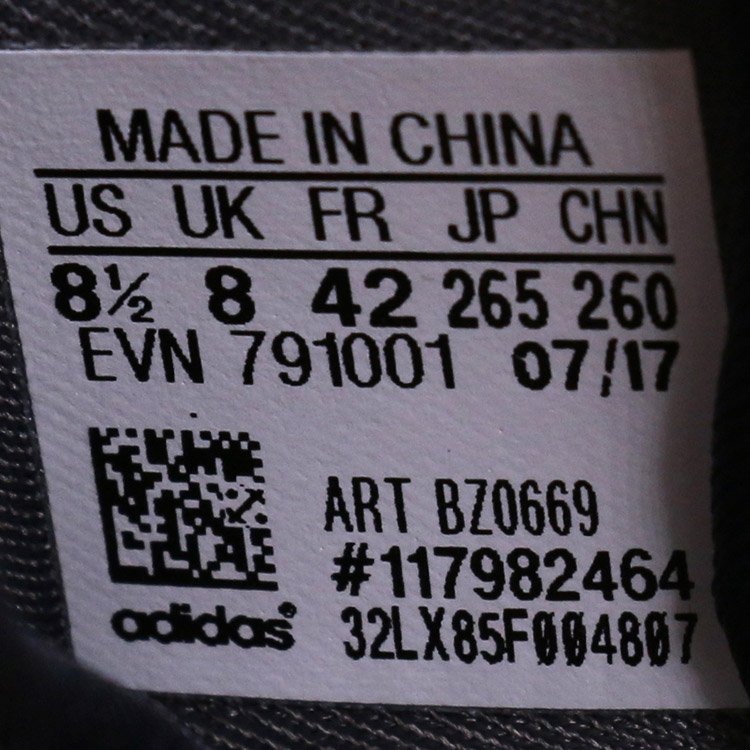 MADE IN CHINA
US UK FR JP CHN
8½ 8 42 265 260
EVN 791001 07/17
ART BZ0669
#117982464
adidas® 32LX85F004807